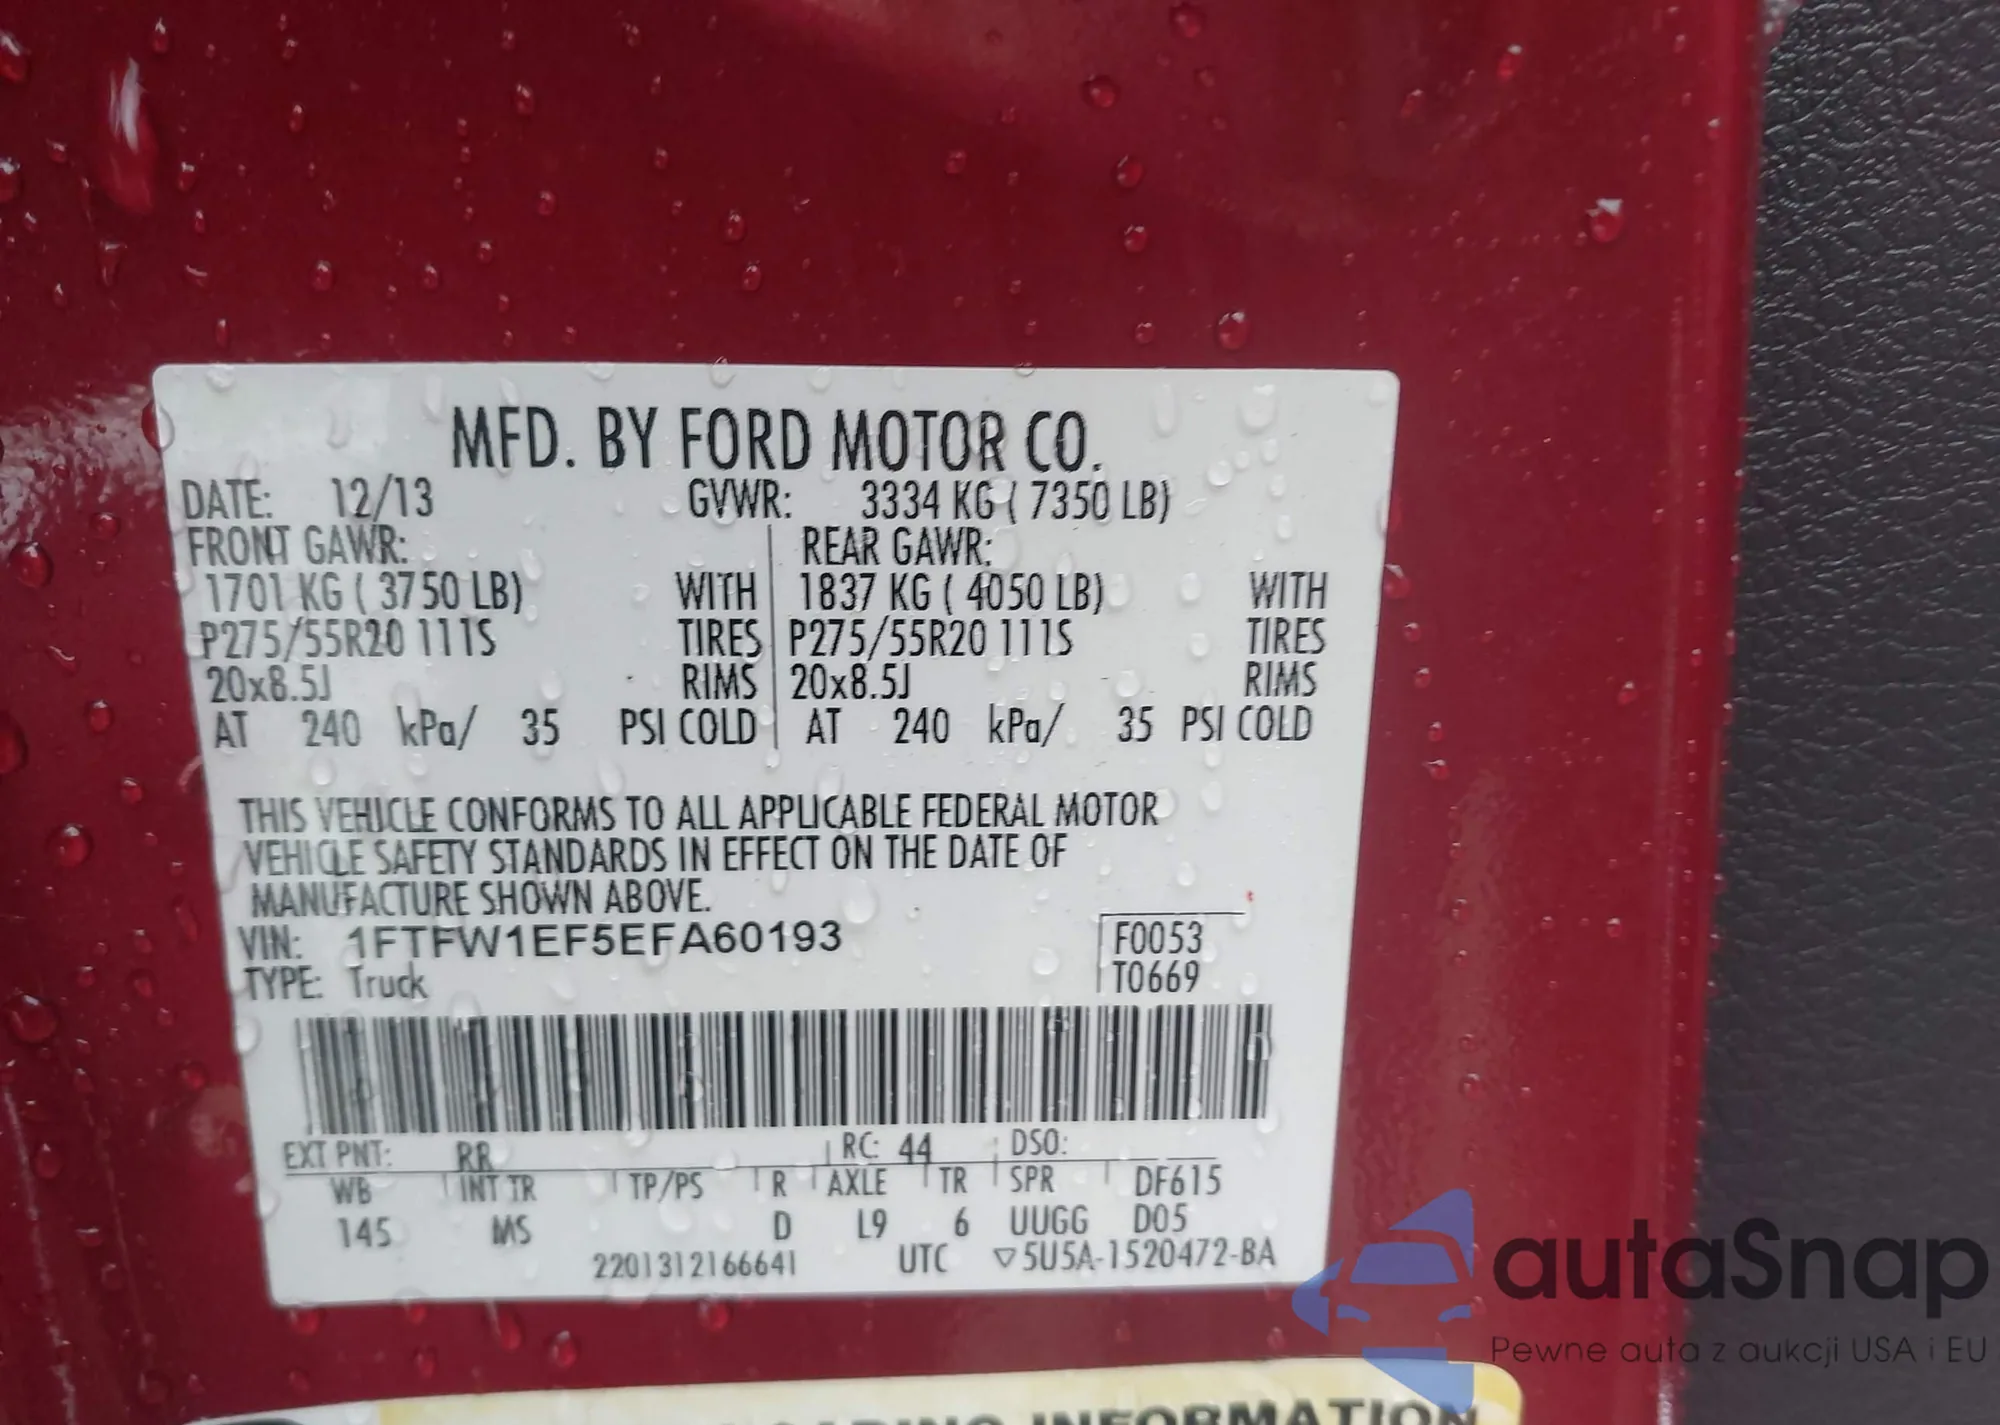 MFD. BY FORD MOTOR CO.
DATE: 12/13 GVWR: 3334 KG ( 7350 LB)
FRONT GAWR: REAR GAWR:
1701 KG ( 3750 LB) WITH 1837 KG ( 4050 LB) WITH
P275/55R20 111S TIRES P275/55R20 111S TIRES
20x8.5J RIMS 20x8.5J RIMS
AT 240 kPa/ 35 PSI COLD AT 240 kPa/ 35 PSI COLD
THIS VEHICLE CONFORMS TO ALL APPLICABLE FEDERAL MOTOR
VEHICLE SAFETY STANDARDS IN EFFECT ON THE DATE OF
MANUFACTURE SHOWN ABOVE.
VIN: 1FTFW1EF5EFA60193 F0053
TYPE: Truck T0669
EXT PNT: RR RC: 44 DSO:
WB INT TR TP/PS R AXLE TR SPR DF615
145 MS D L9 6 UUGG D05
2201312166641 UTC ▽5U5A-1520472-BA
autaSnap
Pewne auta z aukcji USA i EU
INFORMATION